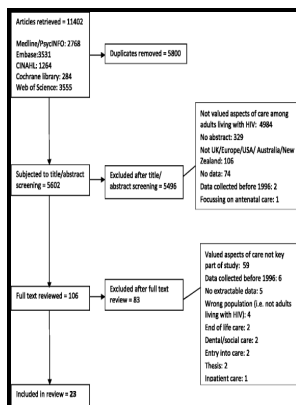 Articles retrieved = 11402
Medline/PsycINFO: 2768
Embase:3531
CINAHL: 1264
Cochrane library: 284
Web of Science: 3555
Duplicates removed = 5800
Not valued aspects of care among
adults living with HIV: 4984
No abstract: 329
Not UK/Europe/USA/ Australia/New
Zealand: 106
No data: 74
Data collected before 1996: 2
Focussing on antenatal care: 1
Subjected to title/abstract
screening = 5602
Excluded after title/
abstract screening = 5496
Valued aspects of care not key
part of study: 59
Data collected before 1996: 6
No extractable data: 5
Wrong population (i.e. not adults
living with HIV): 4
End of life care: 2
Dental/social care: 2
Entry into care: 2
Thesis: 2
Inpatient care: 1
Full text reviewed = 106
Excluded after full text
review = 83
Included in review = 23